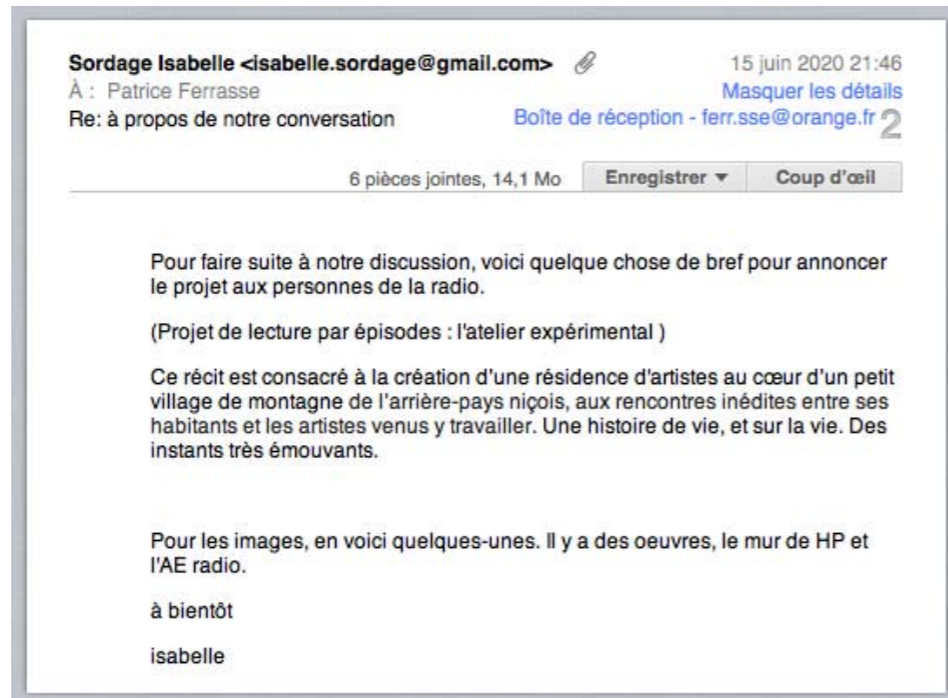 Sordage Isabelle <isabelle.sordage@gmail.com> 15 juin 2020 21:46
À : Patrice Ferrasse Masquer les détails
Re: à propos de notre conversation Boîte de réception - ferr.sse@orange.fr 2
6 pièces jointes, 14,1 Mo Enregistrer Coup d'œil
Pour faire suite à notre discussion, voici quelque chose de bref pour annoncer
le projet aux personnes de la radio.
(Projet de lecture par épisodes : l'atelier expérimental )
Ce récit est consacré à la création d'une résidence d'artistes au cœur d'un petit
village de montagne de l'arrière-pays niçois, aux rencontres inédites entre ses
habitants et les artistes venus y travailler. Une histoire de vie, et sur la vie. Des
instants très émouvants.
Pour les images, en voici quelques-unes. Il y a des oeuvres, le mur de HP et
l'AE radio.
à bientôt
isabelle